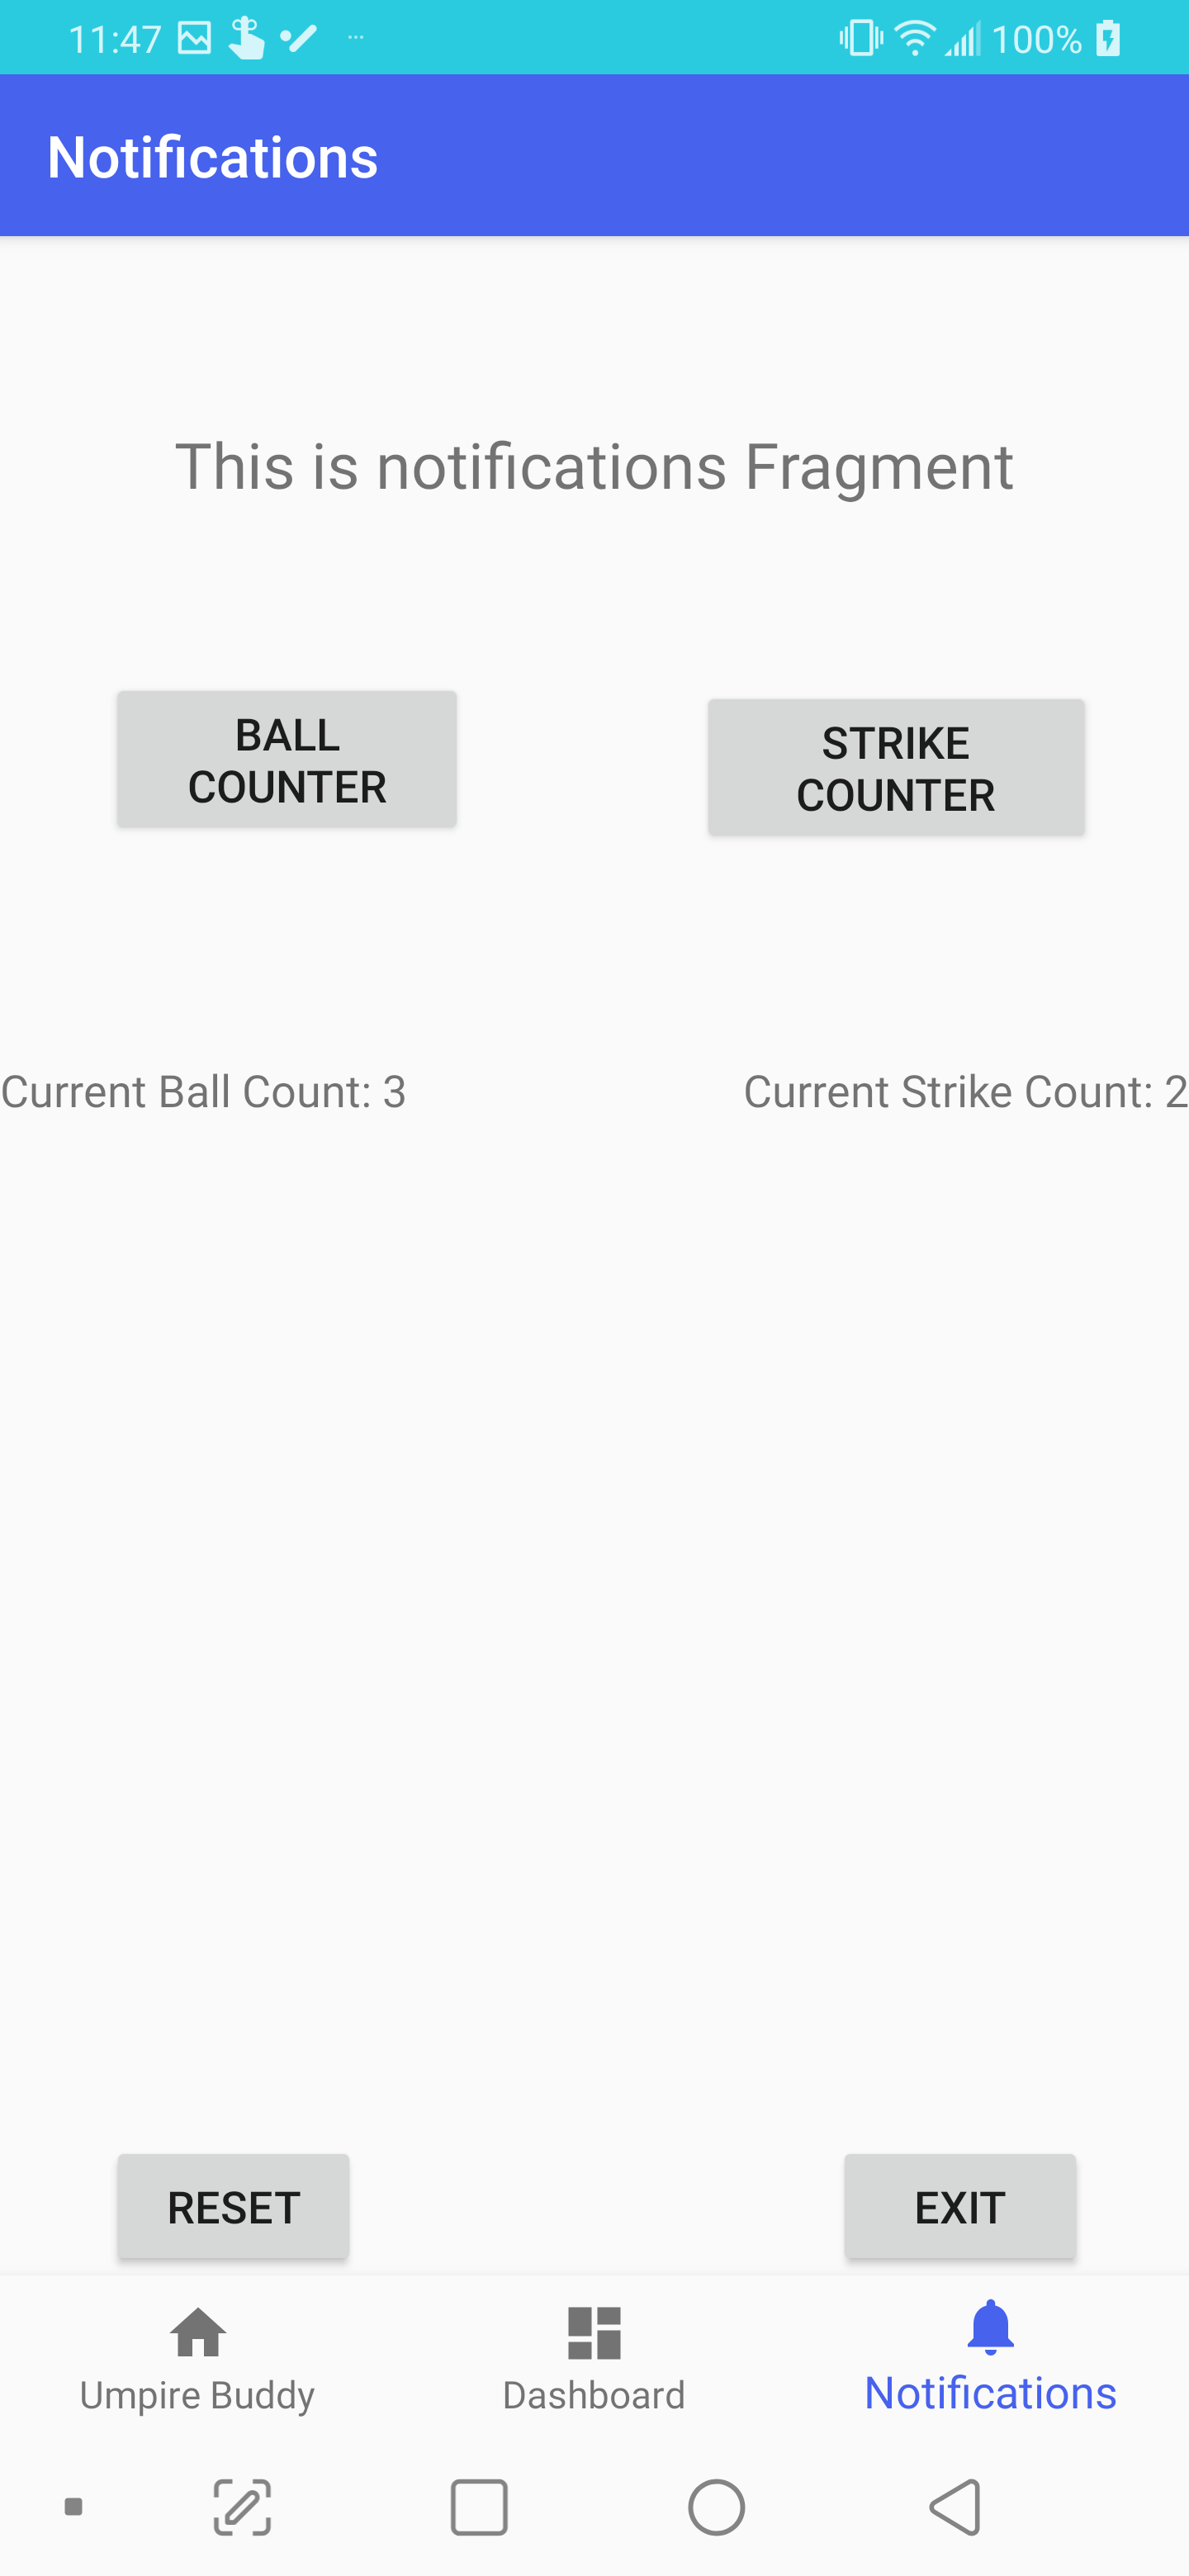 11:47 ... 100%
Notifications
This is notifications Fragment
BALL
COUNTER
STRIKE
COUNTER
Current Ball Count: 3
Current Strike Count: 2
RESET
EXIT
Umpire Buddy
Dashboard
Notifications